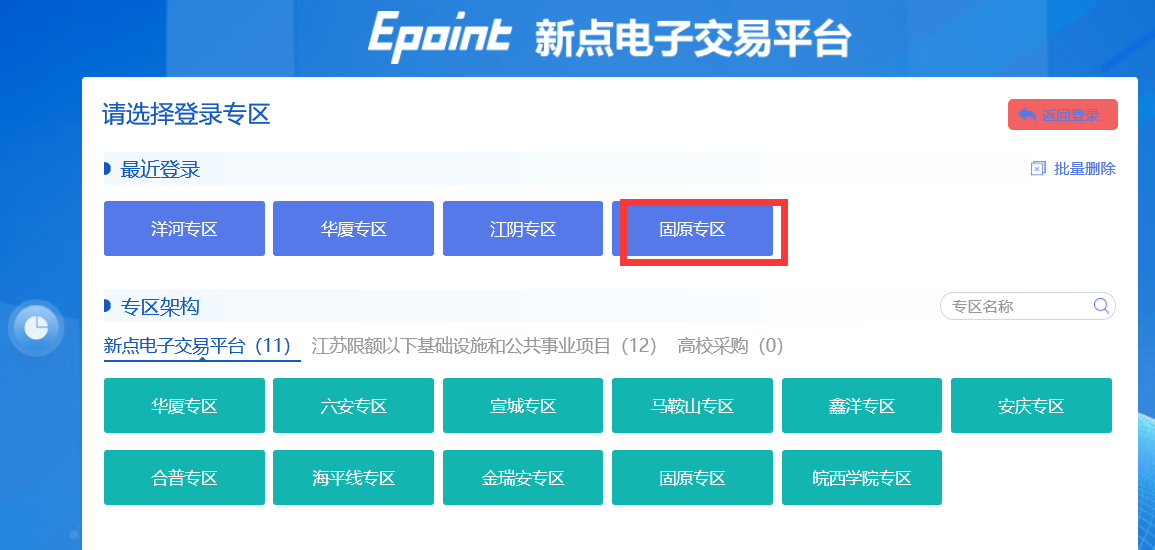 Epoint 新点电子交易平台
请选择登录专区
返回登录
最近登录
批量删除
洋河专区 华厦专区 江阴专区 固原专区
专区架构
专区名称
新点电子交易平台（11） 江苏限额以下基础设施和公共事业项目（12） 高校采购（0）
华厦专区 六安专区 宣城专区 马鞍山专区 鑫洋专区 安庆专区
合普专区 海平线专区 金瑞安专区 固原专区 皖西学院专区